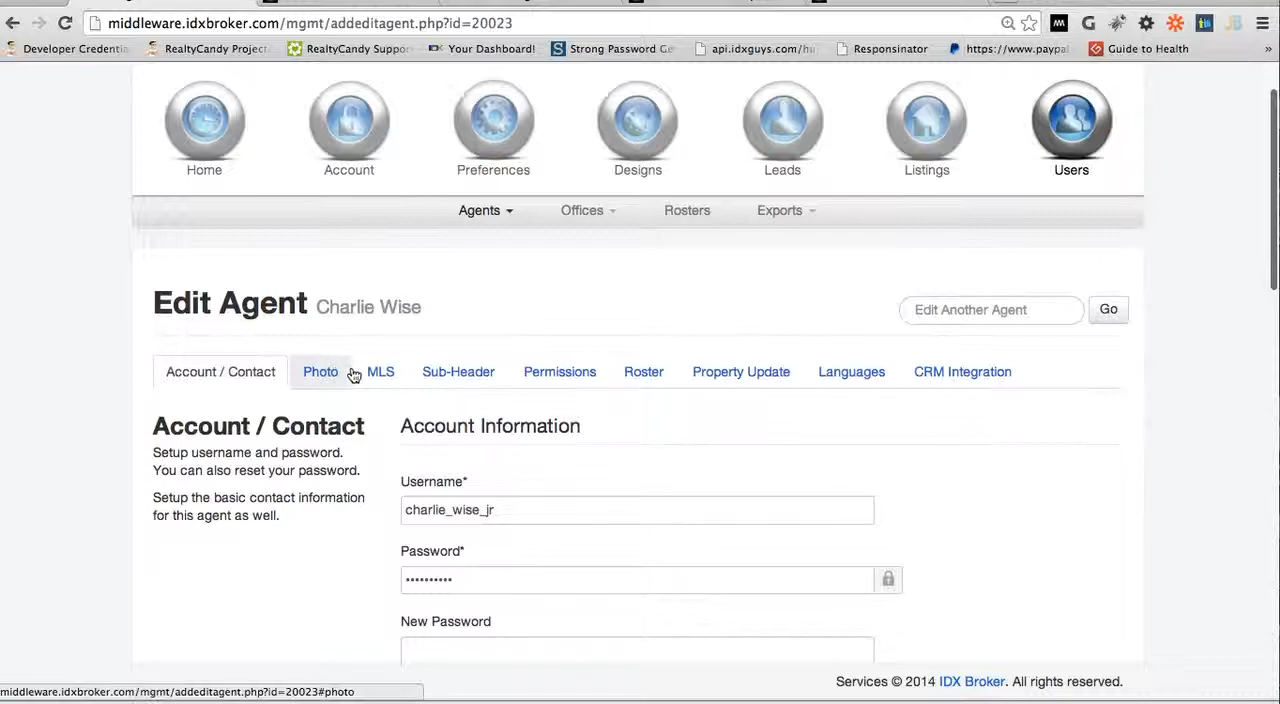 middleware.idxbroker.com/mgmt/addeditagent.php?id=20023
Developer Credentia RealtyCandy Project RealtyCandy Suppor Your Dashboard! Strong Password Ge api.idxguys.com/hu Responsinator https://www.paypa Guide to Health »
Home Account Preferences Designs Leads Listings Users
Agents Offices Rosters Exports
Edit Agent Charlie Wise
Edit Another Agent Go
Account / Contact Photo MLS Sub-Header Permissions Roster Property Update Languages CRM Integration
Account / Contact
Setup username and password.
You can also reset your password.
Setup the basic contact information
for this agent as well.
Account Information
Username*
charlie_wise_jr
Password*
••••••••••
New Password
Services © 2014 IDX Broker. All rights reserved.
middleware.idxbroker.com/mgmt/addeditagent.php?id=20023#photo